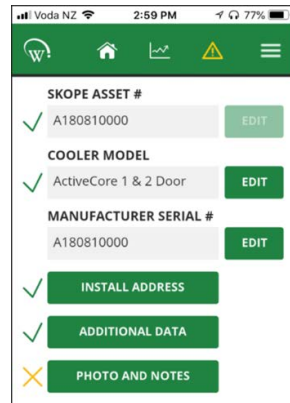 Voda NZ 2:59 PM 77%
W
SKOPE ASSET #
A180810000 EDIT
COOLER MODEL
ActiveCore 1 & 2 Door EDIT
MANUFACTURER SERIAL #
A180810000 EDIT
INSTALL ADDRESS
ADDITIONAL DATA
PHOTO AND NOTES